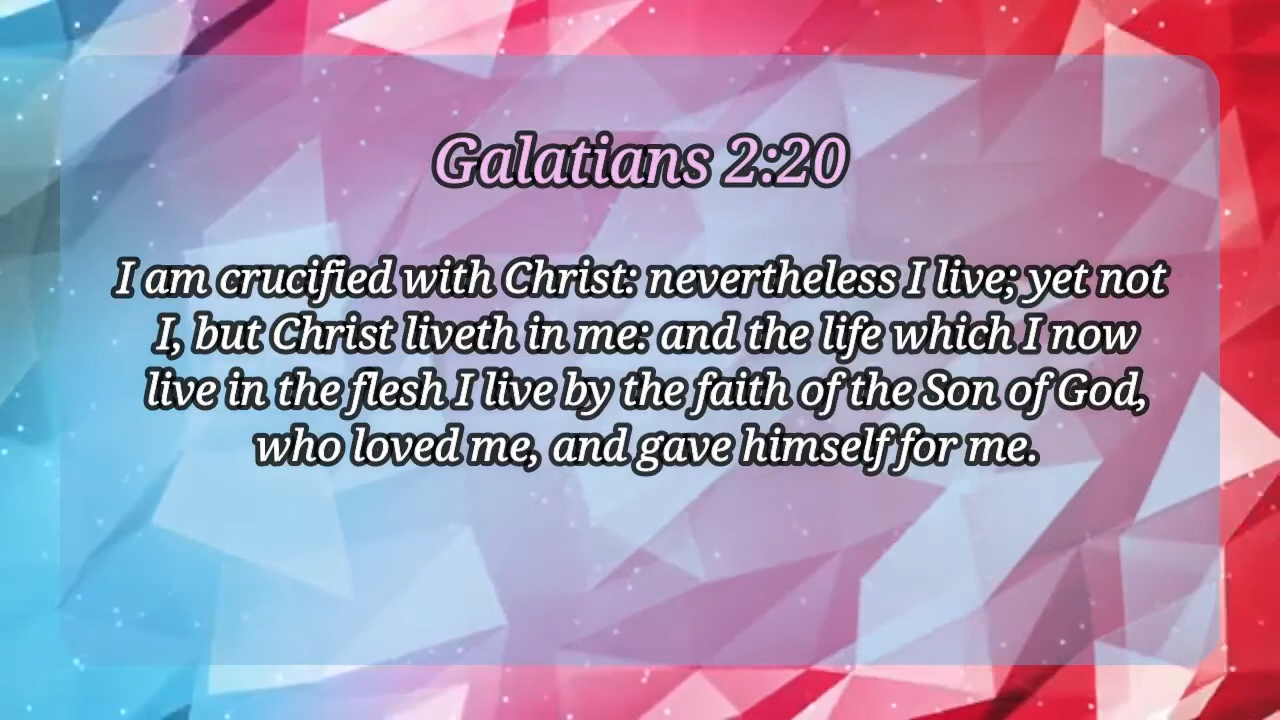 Galatians 2:20
I am crucified with Christ: nevertheless I live; yet not
I, but Christ liveth in me: and the life which I now
live in the flesh I live by the faith of the Son of God,
who loved me, and gave himself for me.